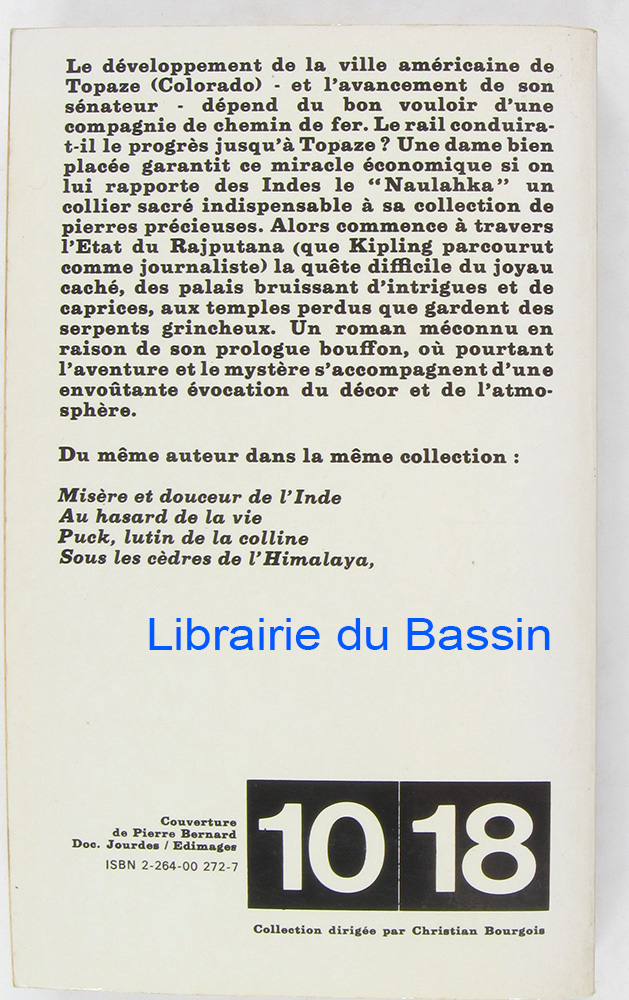 Le développement de la ville américaine de
Topaze (Colorado) - et l'avancement de son
sénateur - dépend du bon vouloir d'une
compagnie de chemin de fer. Le rail conduira-
t-il le progrès jusqu'à Topaze ? Une dame bien
placée garantit ce miracle économique si on
lui rapporte des Indes le "Naulahka" un
collier sacré indispensable à sa collection de
pierres précieuses. Alors commence à travers
l'Etat du Rajputana (que Kipling parcourut
comme journaliste) la quête difficile du joyau
caché, des palais bruissant d'intrigues et de
caprices, aux temples perdus que gardent des
serpents grincheux. Un roman méconnu en
raison de son prologue bouffon, où pourtant
l'aventure et le mystère s'accompagnent d'une
envoûtante évocation du décor et de l'atmo-
sphère.
Du même auteur dans la même collection :
Misère et douceur de l'Inde
Au hasard de la vie
Puck, lutin de la colline
Sous les cèdres de l'Himalaya,
Librairie du Bassin
Couverture
de Pierre Bernard
Doc. Jourdes / Edimages
ISBN 2-264-00 272-7
10 18
Collection dirigée par Christian Bourgois